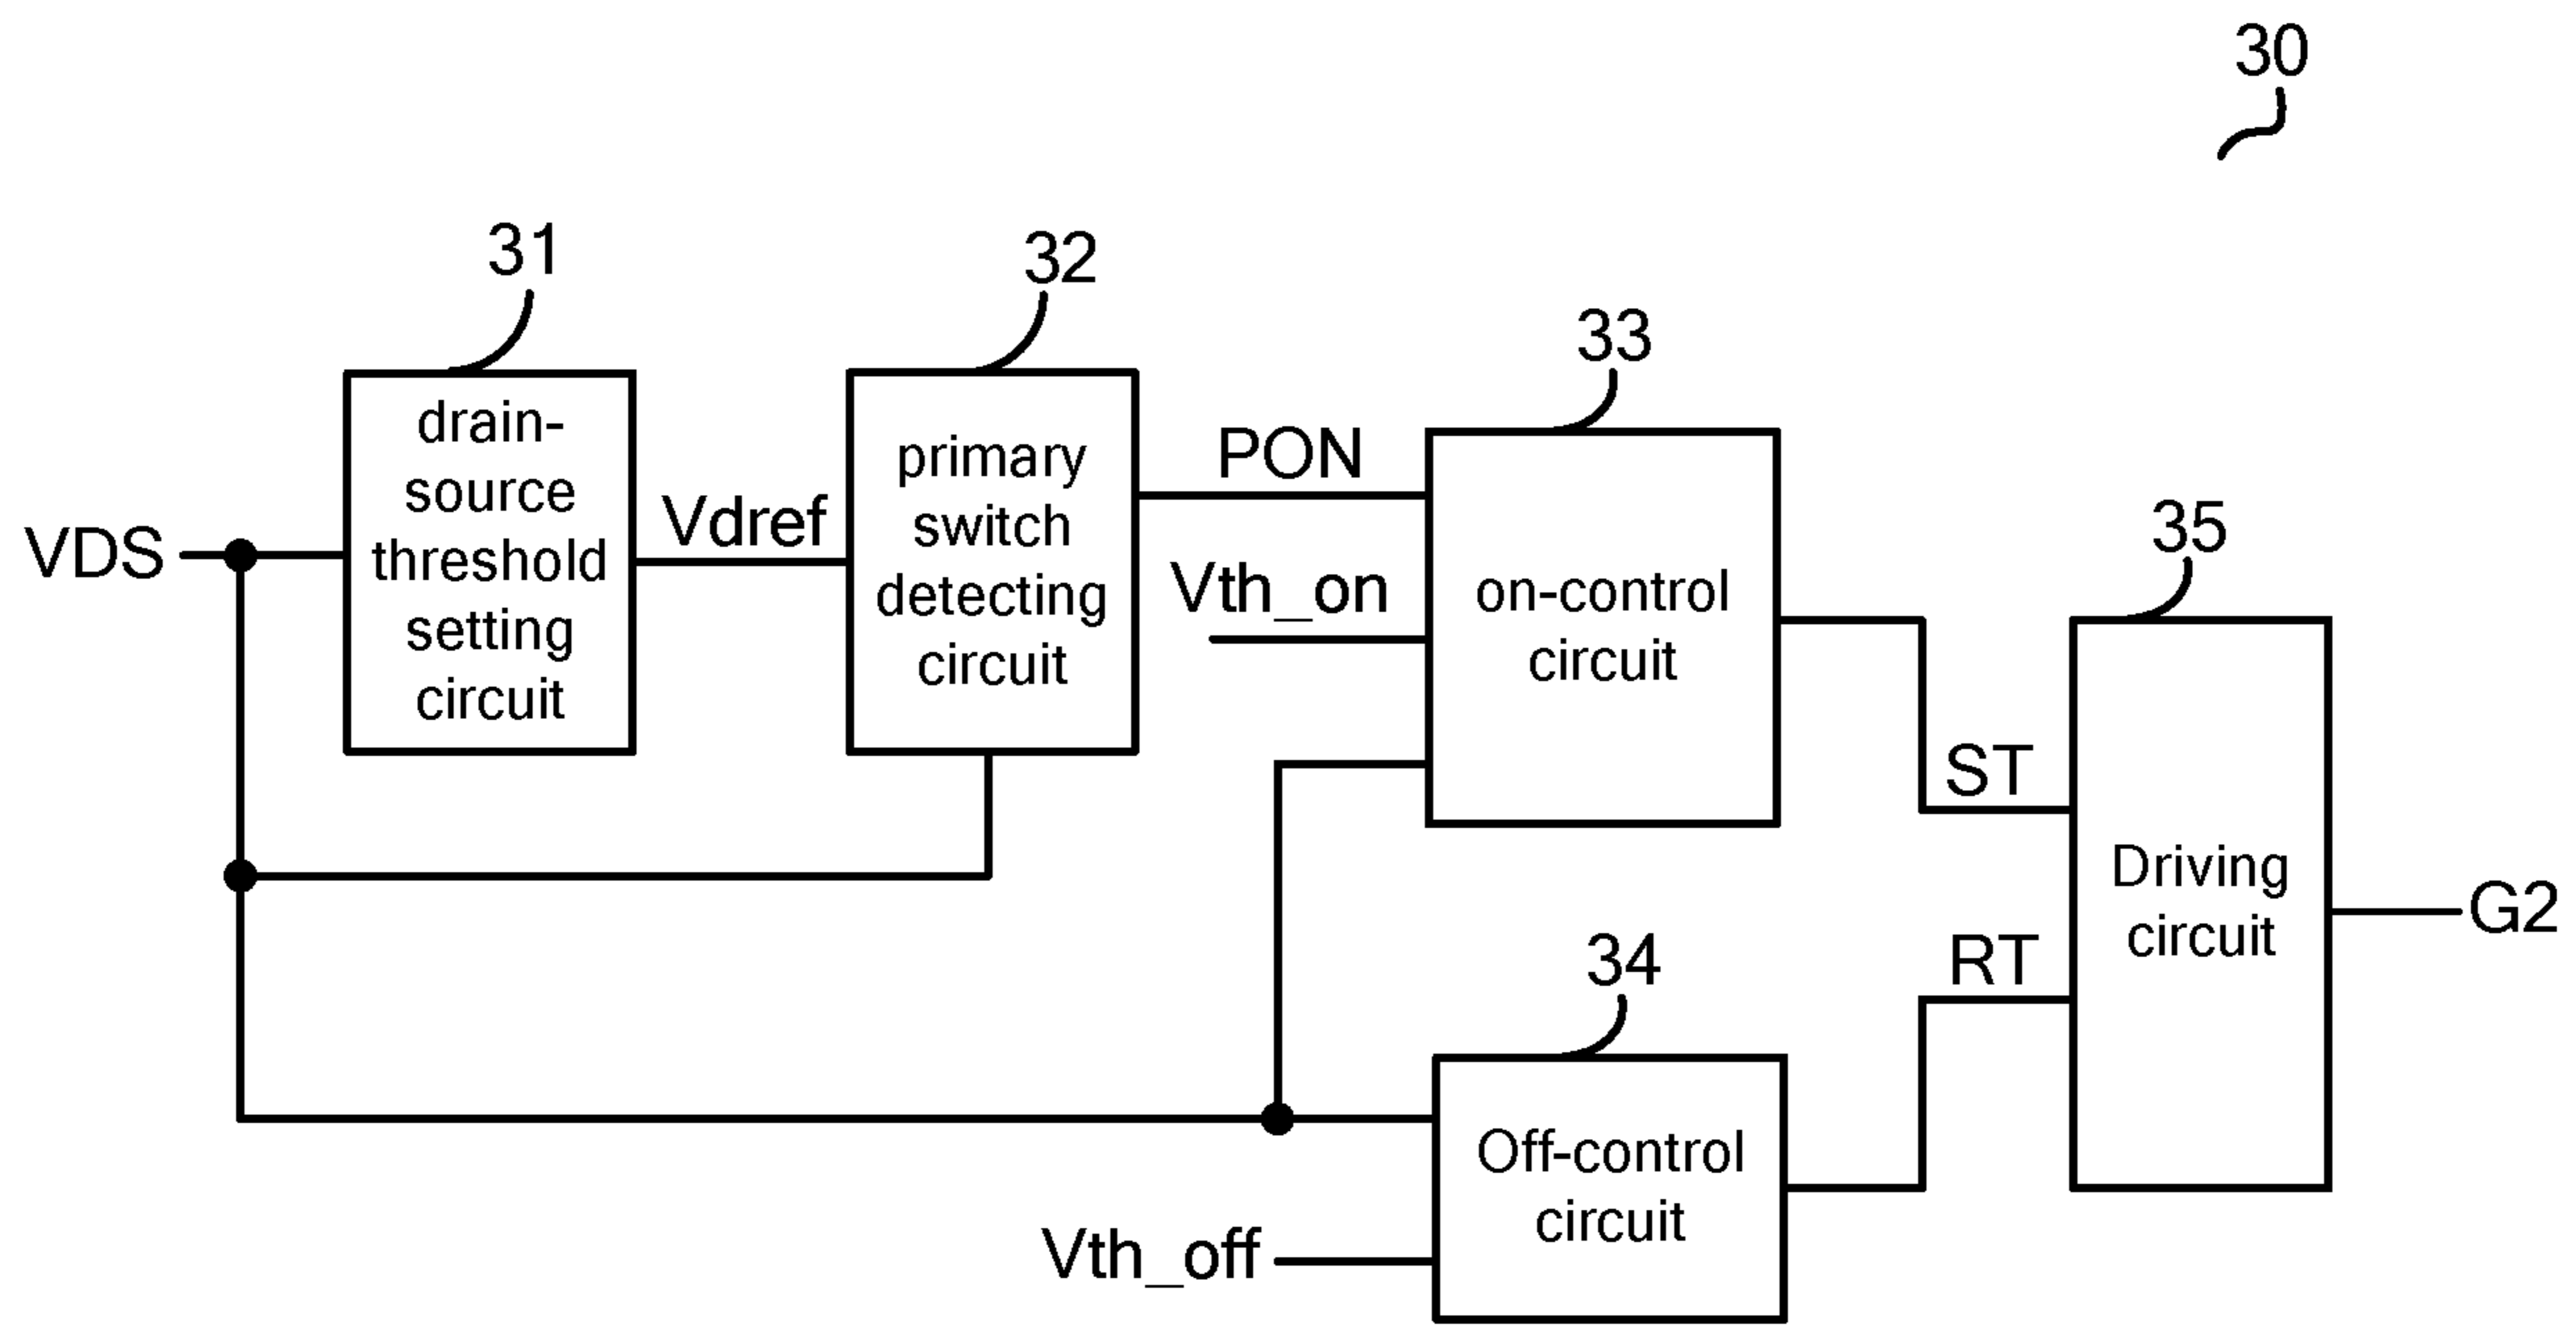 30
31
32
33
35
34
drain-
source
threshold
setting
circuit
primary
switch
detecting
circuit
on-control
circuit
Off-control
circuit
Driving
circuit
VDS
Vdref
PON
Vth_on
ST
RT
Vth_off
G2